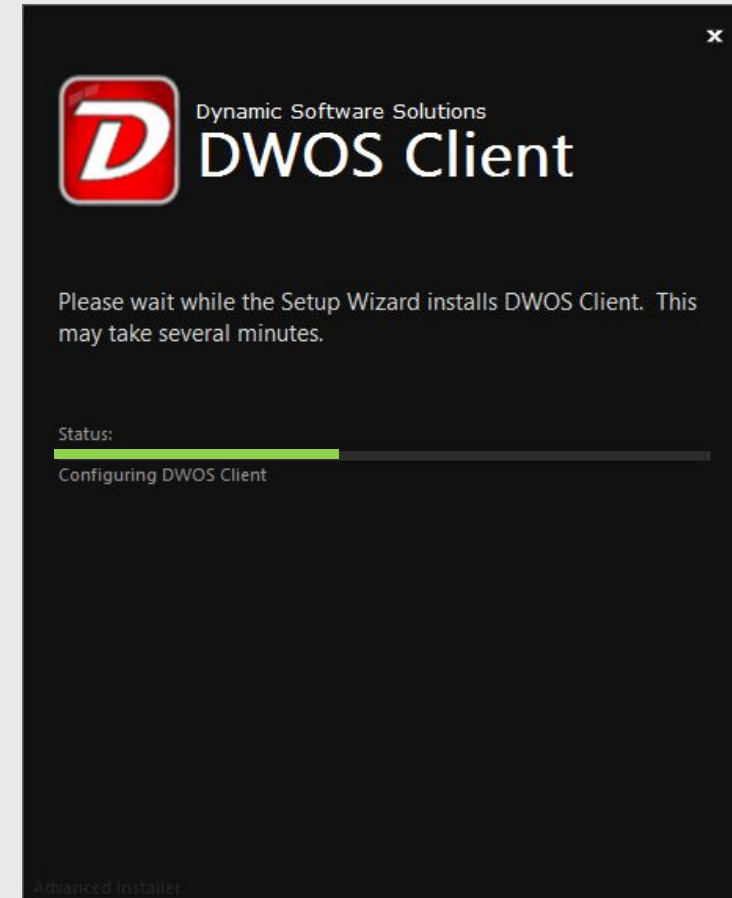 x
D
Dynamic Software Solutions
DWOS Client
Please wait while the Setup Wizard installs DWOS Client. This
may take several minutes.
Status:
Configuring DWOS Client
Advanced Installer